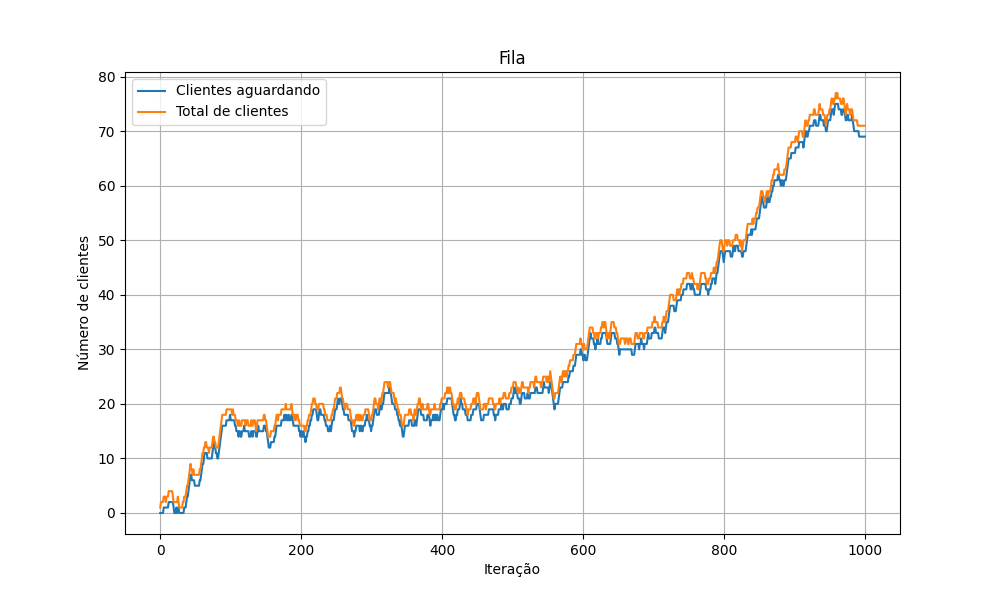 Fila
Clientes aguardando
Total de clientes
Número de clientes
80
70
60
50
40
30
20
10
0
0 200 400 600 800 1000
Iteração